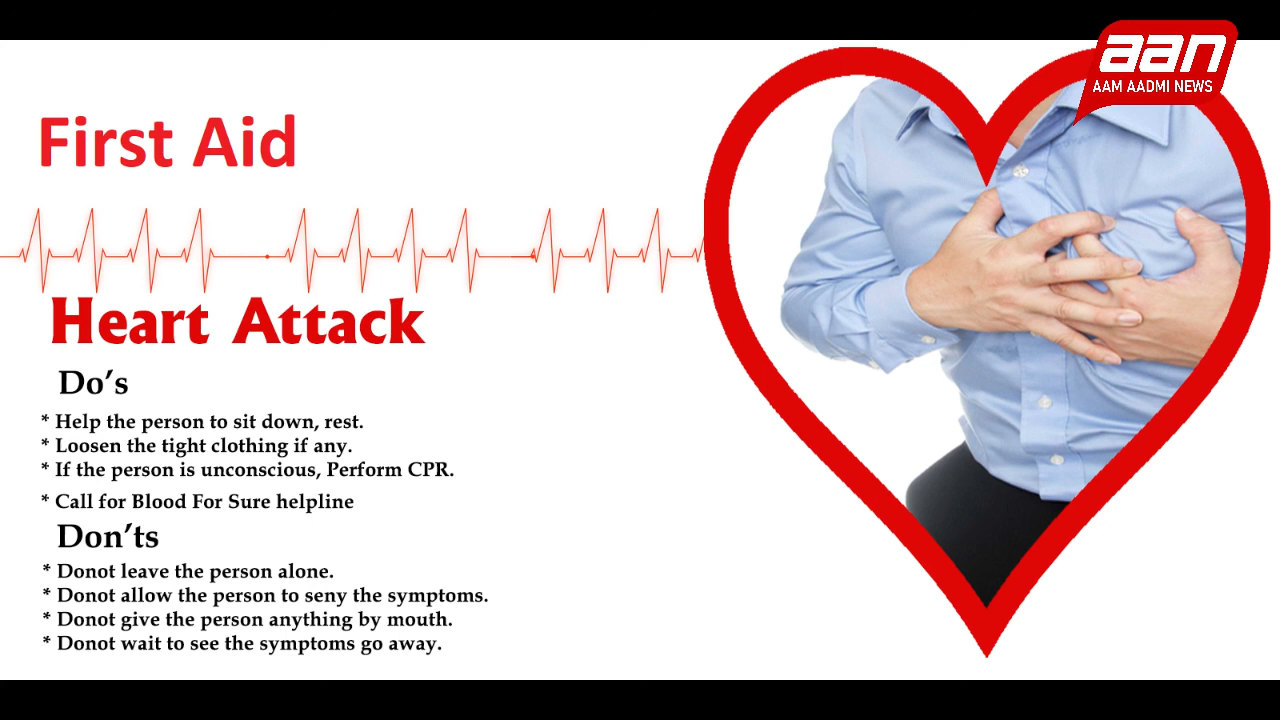 aan
AAM AADMI NEWS
First Aid
Heart Attack
Do's
* Help the person to sit down, rest.
* Loosen the tight clothing if any.
* If the person is unconscious, Perform CPR.
* Call for Blood For Sure helpline
Don'ts
* Donot leave the person alone.
* Donot allow the person to seny the symptoms.
* Donot give the person anything by mouth.
* Donot wait to see the symptoms go away.